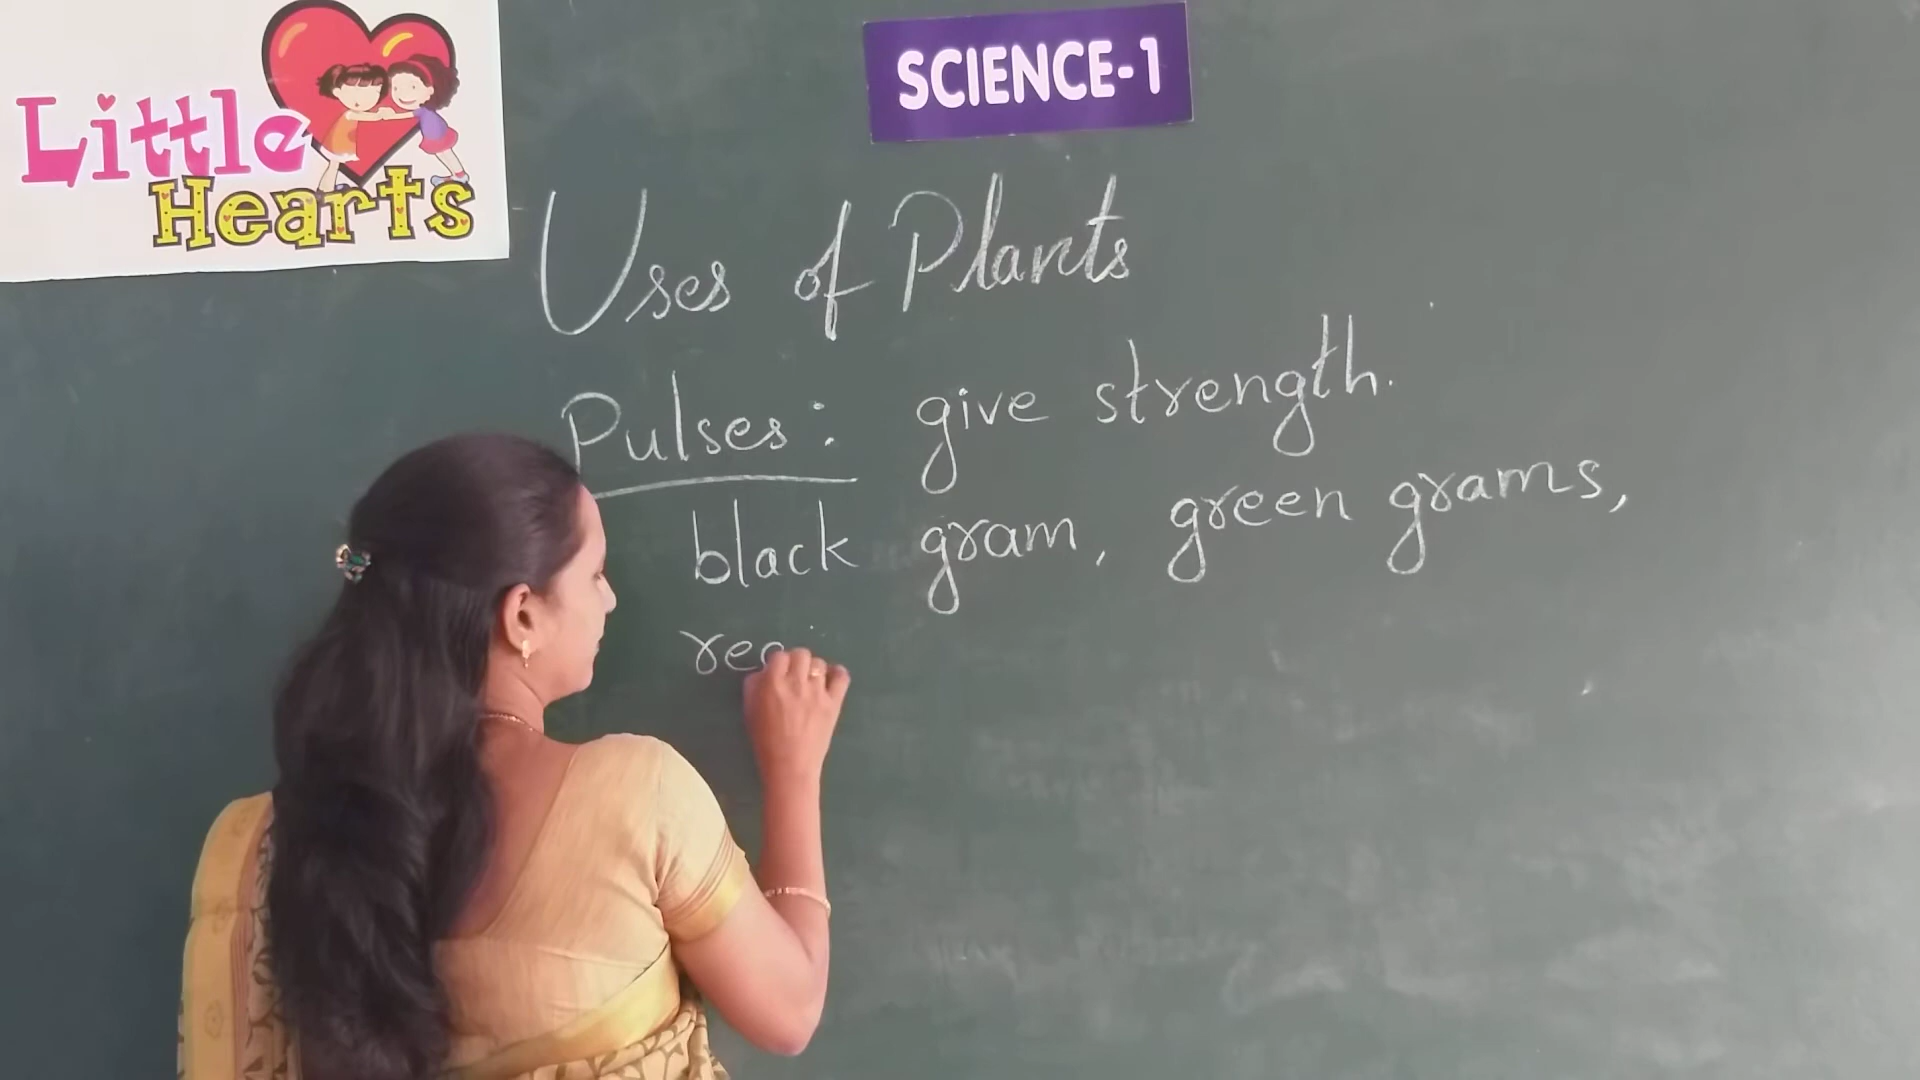 Little
Hearts
SCIENCE-1
Uses of Plants
Pulses: give strength.
black gram, green grams,